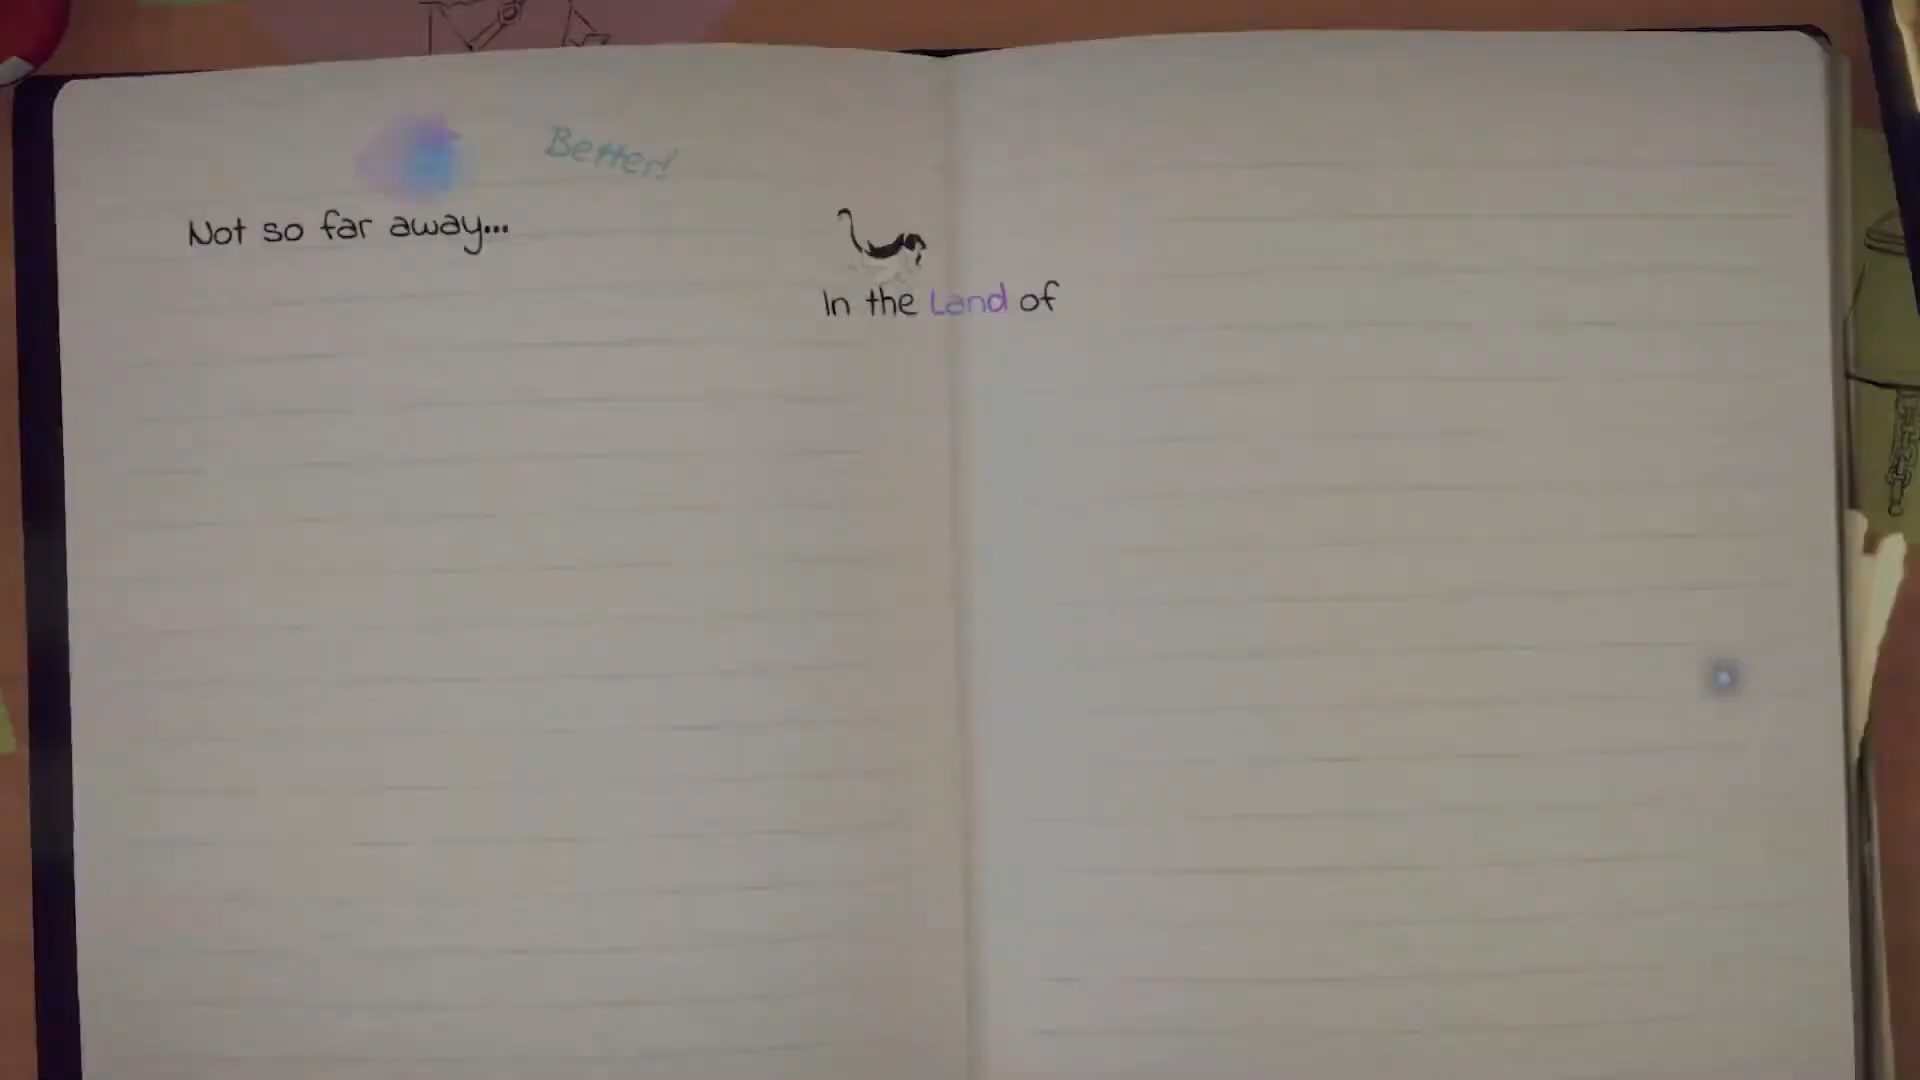 Better!
Not so far away...
In the Land of